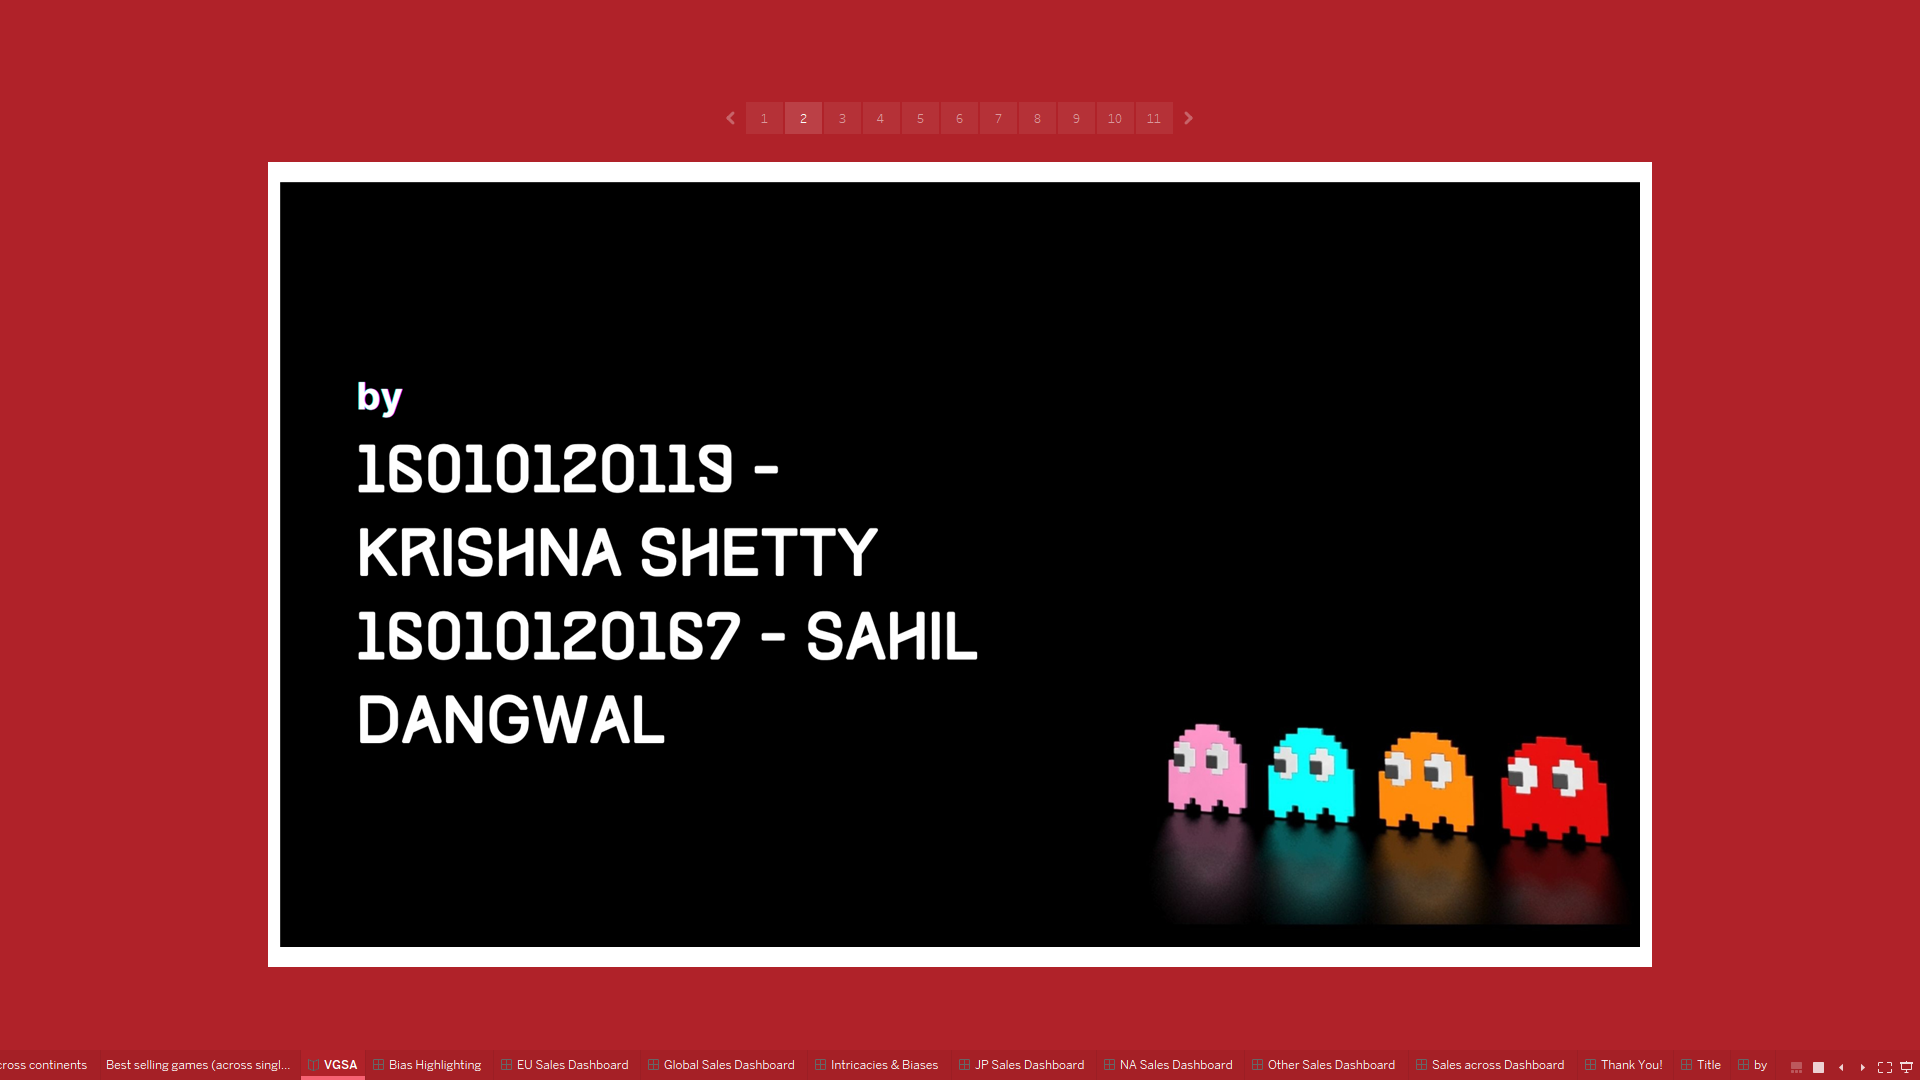 1 2 3 4 5 6 7 8 9 10 11
by
16010120119 -
KRISHNA SHETTY
16010120167 - SAHIL
DANGWAL
cross continents Best selling games (across singl... VGSA Bias Highlighting EU Sales Dashboard Global Sales Dashboard Intricacies & Biases JP Sales Dashboard NA Sales Dashboard Other Sales Dashboard Sales across Dashboard Thank You! Title by